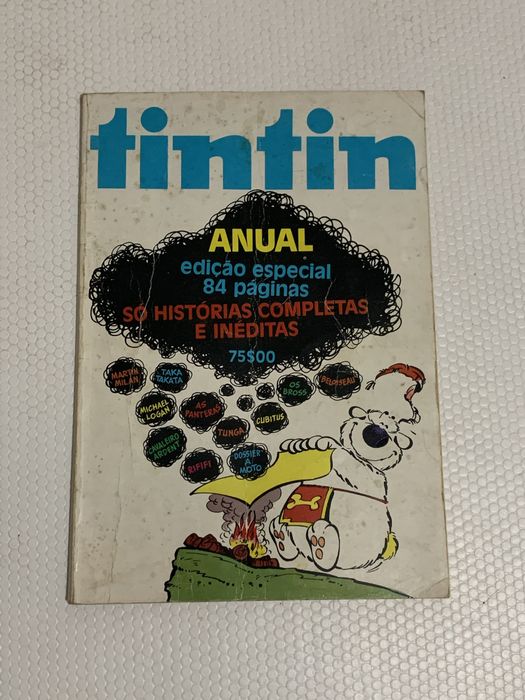 tintin
ANUAL
edição especial
84 páginas
SÓ HISTÓRIAS COMPLETAS
E INÉDITAS
75$00
MARTIN
MILAN
TAKA
TAKATA
MICHAEL
LOGAN
AS
PANTERAS
OS
BROSS
BELOISEAU
CUBITUS
TUNGA
CAVALEIRO
ARDENT
RIFIFI
DOSSIER
A
MOTO